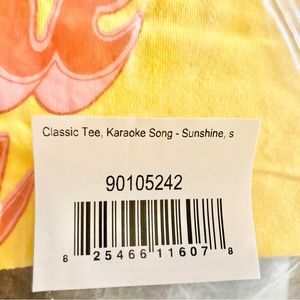 Classic Tee, Karaoke Song - Sunshine, s
90105242
8 25466 11607 8